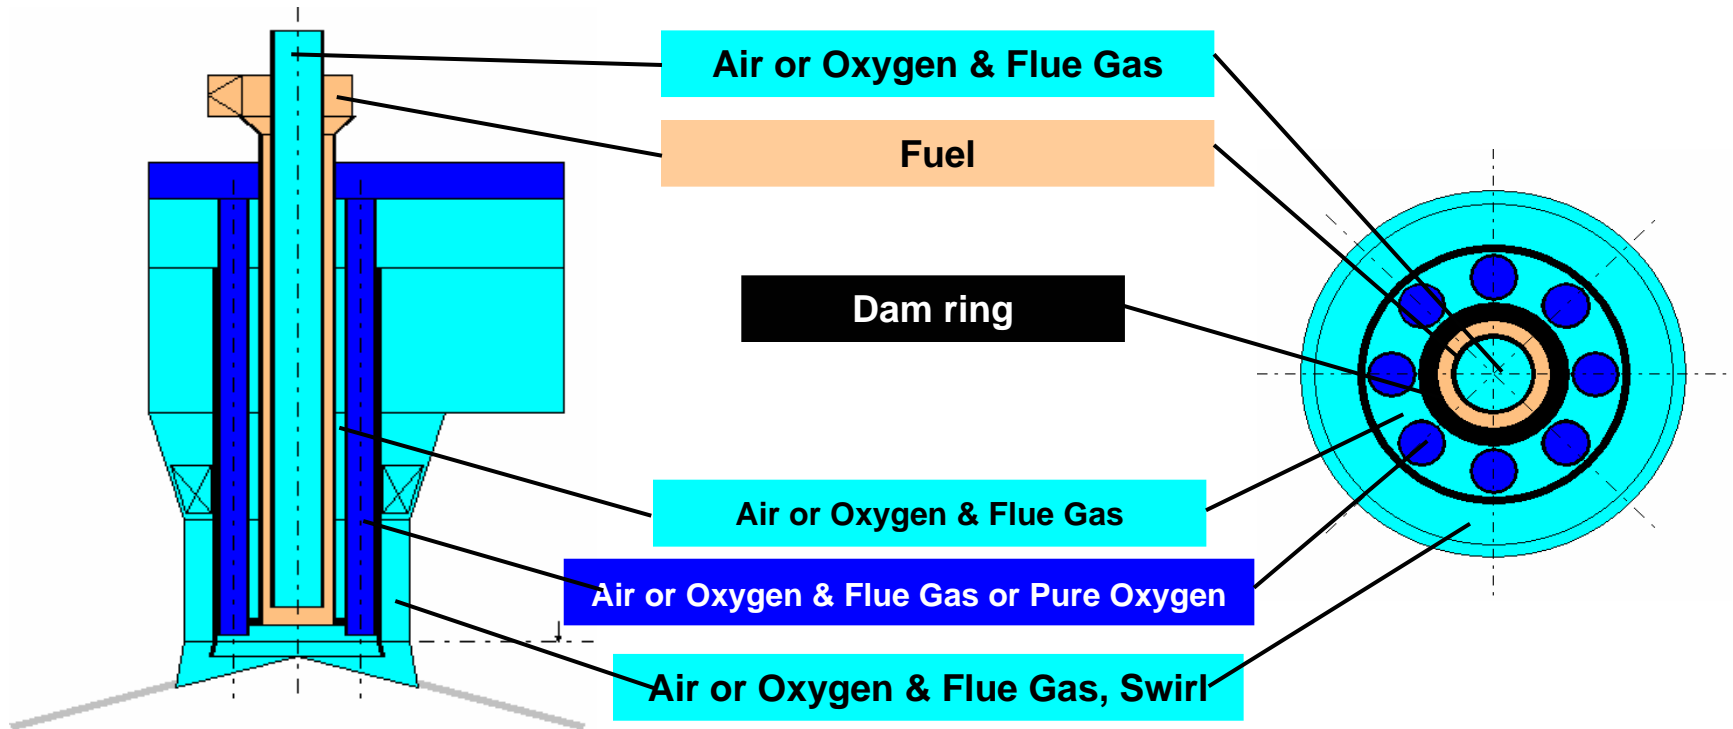 Air or Oxygen & Flue Gas
Fuel
Dam ring
Air or Oxygen & Flue Gas
Air or Oxygen & Flue Gas or Pure Oxygen
Air or Oxygen & Flue Gas, Swirl